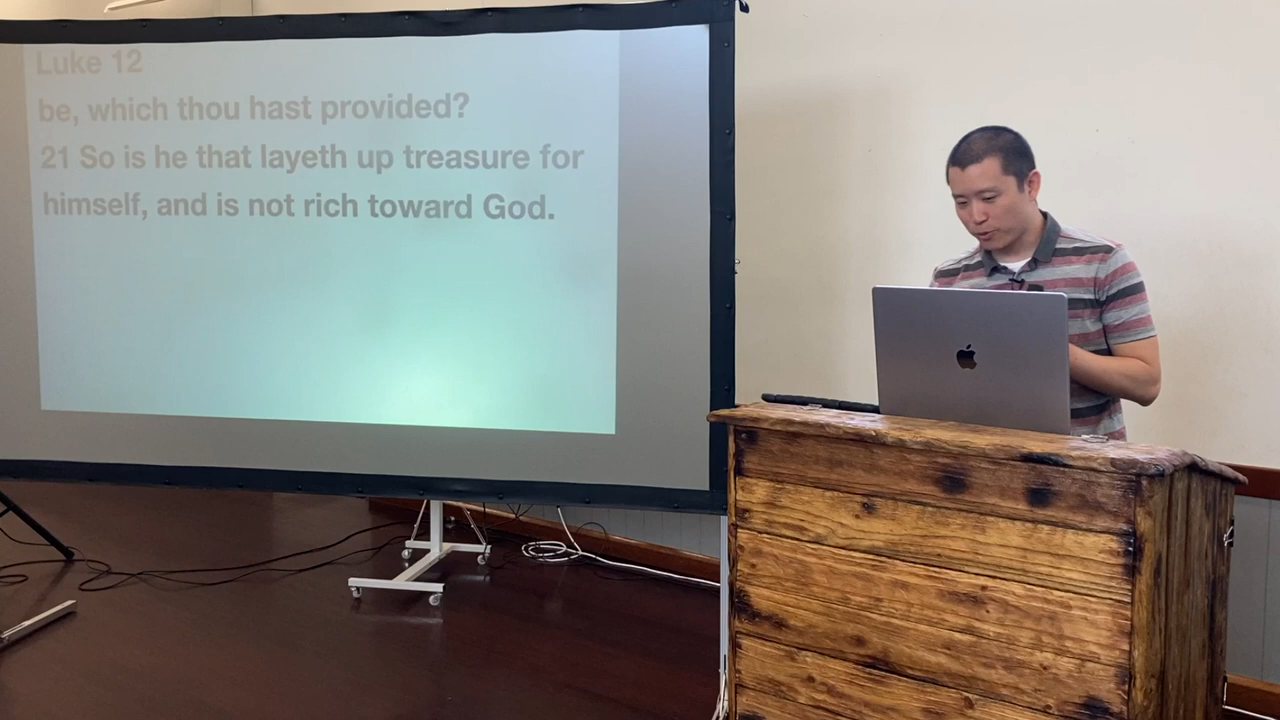 Luke 12
be, which thou hast provided?
21 So is he that layeth up treasure for
himself, and is not rich toward God.